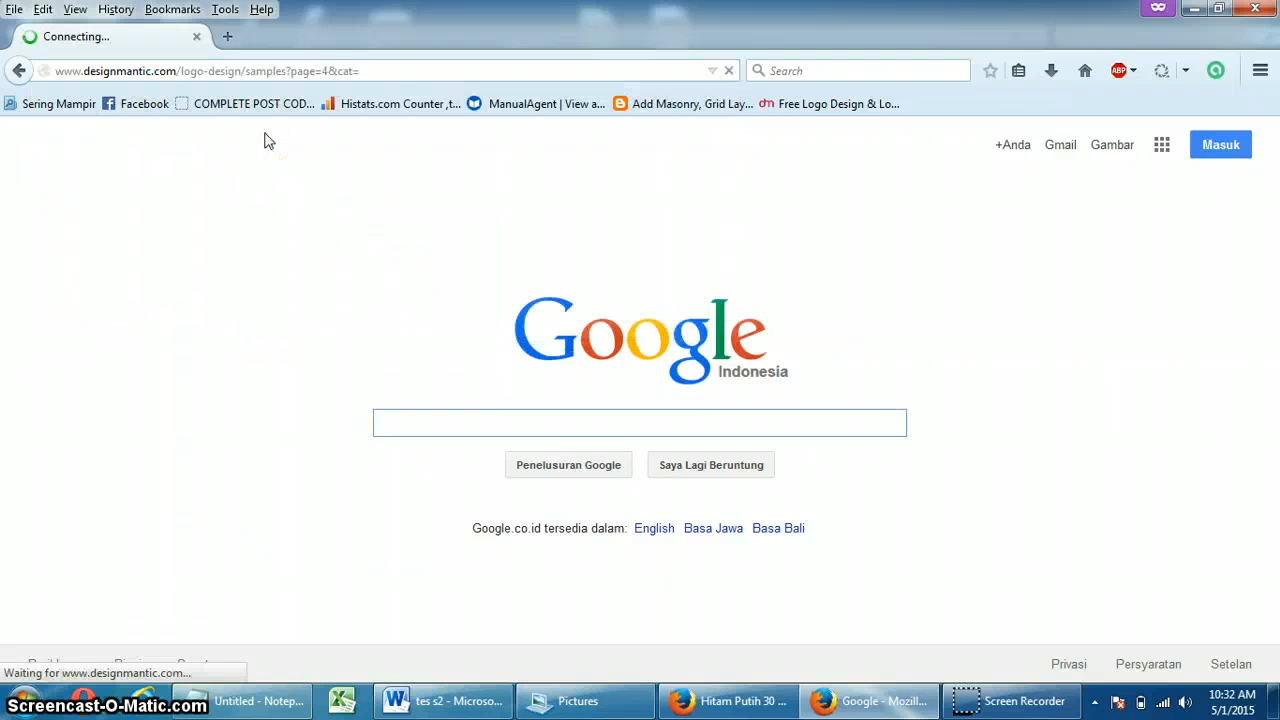 File Edit View History Bookmarks Tools Help
Connecting...
www.designmantic.com/logo-design/samples?page=4&cat=
Search
ABP
Sering Mampir Facebook COMPLETE POST COD... Histats.com Counter ,t... ManualAgent | View a... Add Masonry, Grid Lay... dm Free Logo Design & Lo...
+Anda Gmail Gambar Masuk
Google
Indonesia
Penelusuran Google Saya Lagi Beruntung
Google.co.id tersedia dalam: English Basa Jawa Basa Bali
Privasi Persyaratan Setelan
Waiting for www.designmantic.com...
Untitled - Notep... tes s2 - Microso... Pictures Hitam Putih 30 ... Google - Mozill... Screen Recorder
10:32 AM
5/1/2015
Screencast-O-Matic.com